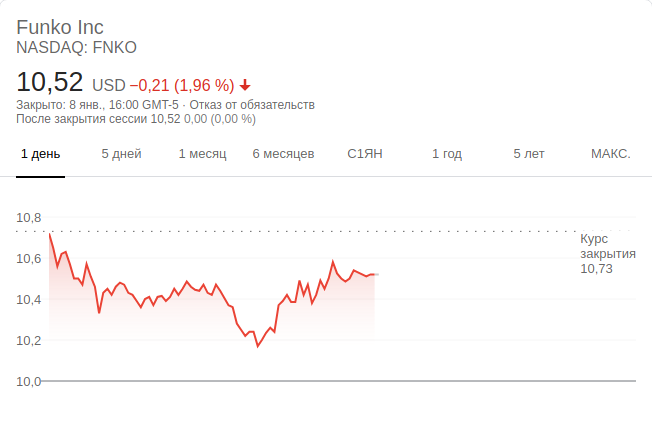 Funko Inc
NASDAQ: FNKO
10,52 USD −0,21 (1,96 %)
Закрыто: 8 янв., 16:00 GMT-5 · Отказ от обязательств
После закрытия сессии 10,52 0,00 (0,00 %)
1 день 5 дней 1 месяц 6 месяцев С1ЯН 1 год 5 лет МАКС.
10,8
Курс
закрытия
10.73
10,6
10,4
10,2
10,0